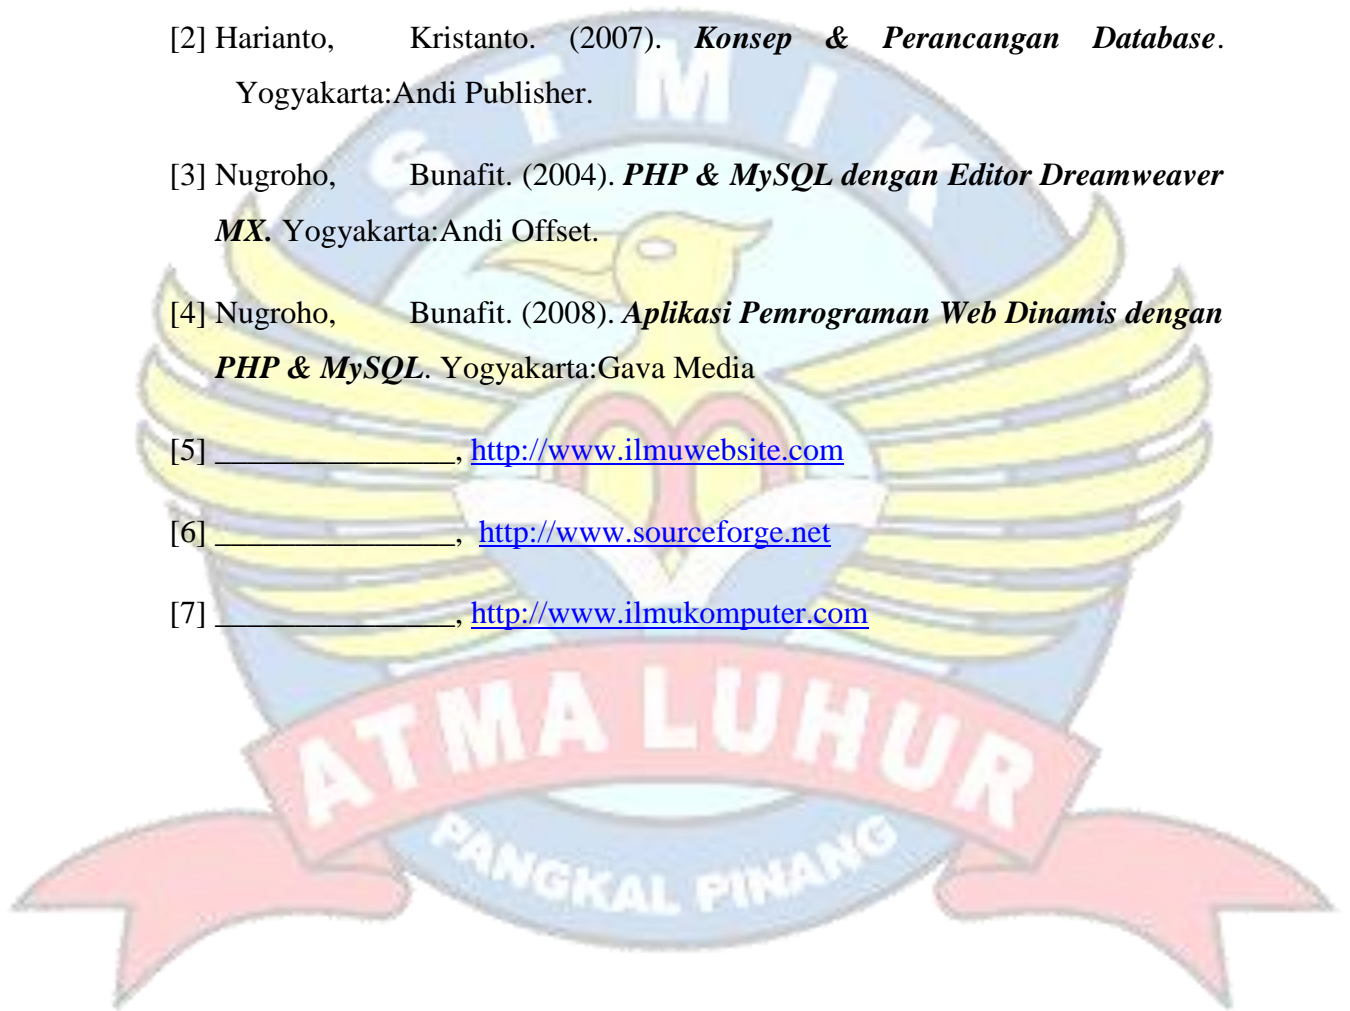 [2] Harianto, Kristanto. (2007). Konsep & Perancangan Database.
Yogyakarta:Andi Publisher.
[3] Nugroho, Bunafit. (2004). PHP & MySQL dengan Editor Dreamweaver
MX. Yogyakarta:Andi Offset.
[4] Nugroho, Bunafit. (2008). Aplikasi Pemrograman Web Dinamis dengan
PHP & MySQL. Yogyakarta:Gava Media
[5] _______________, http://www.ilmuwebsite.com
[6] _______________, http://www.sourceforge.net
[7] _______________, http://www.ilmukomputer.com
STMIK
ATMA LUHUR
PANGKAL PINANG